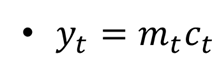 • yₜ = mₜcₜ